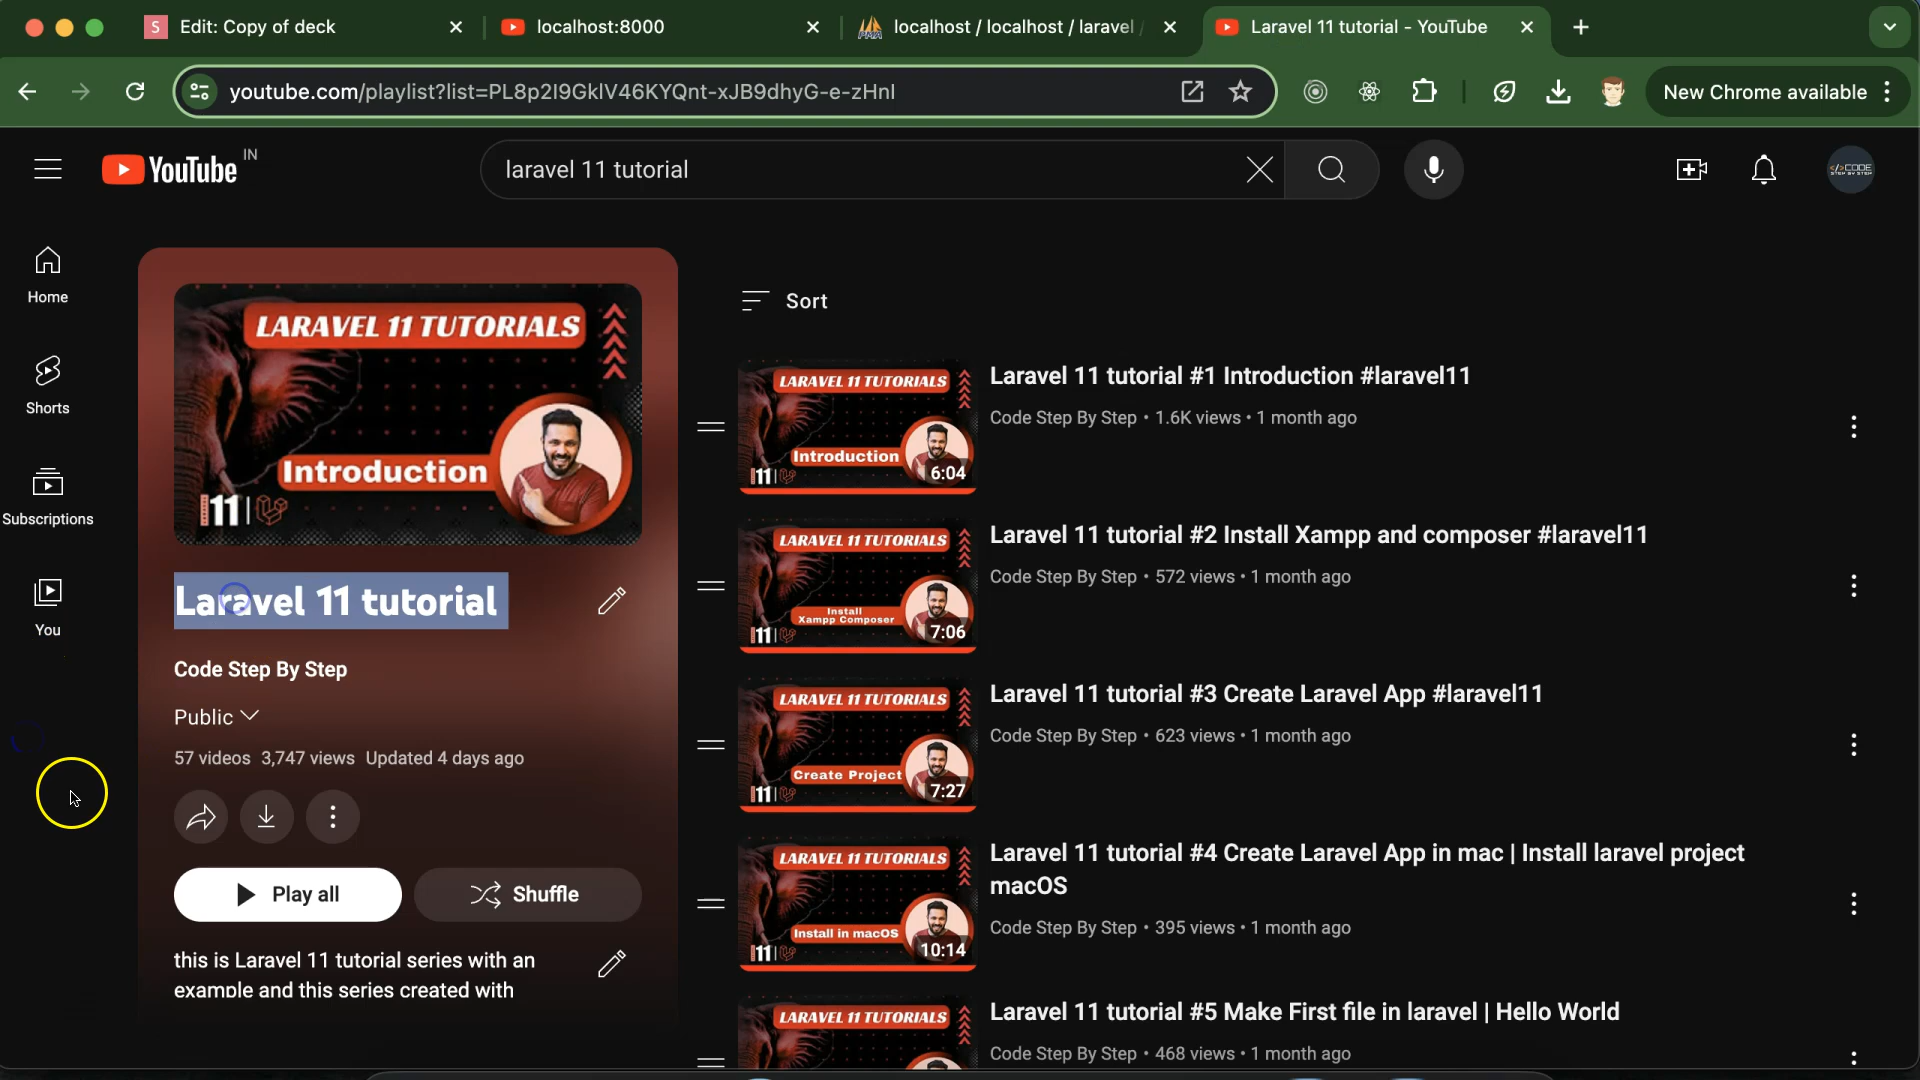 S Edit: Copy of deck
localhost:8000
localhost / localhost / laravel
Laravel 11 tutorial - YouTube
youtube.com/playlist?list=PL8p2I9GklV46KYQnt-xJB9dhyG-e-zHnl
New Chrome available
YouTube IN
laravel 11 tutorial
Home
Shorts
Subscriptions
You
LARAVEL 11 TUTORIALS
Introduction
11
Laravel 11 tutorial
Code Step By Step
Public
57 videos 3,747 views Updated 4 days ago
Play all
Shuffle
this is Laravel 11 tutorial series with an
example and this series created with
Sort
LARAVEL 11 TUTORIALS
Introduction
11
6:04
Laravel 11 tutorial #1 Introduction #laravel11
Code Step By Step • 1.6K views • 1 month ago
LARAVEL 11 TUTORIALS
Install
Xampp Composer
11
7:06
Laravel 11 tutorial #2 Install Xampp and composer #laravel11
Code Step By Step • 572 views • 1 month ago
LARAVEL 11 TUTORIALS
Create Project
11
7:27
Laravel 11 tutorial #3 Create Laravel App #laravel11
Code Step By Step • 623 views • 1 month ago
LARAVEL 11 TUTORIALS
Install in macOS
11
10:14
Laravel 11 tutorial #4 Create Laravel App in mac | Install laravel project
macOS
Code Step By Step • 395 views • 1 month ago
LARAVEL 11 TUTORIALS
Laravel 11 tutorial #5 Make First file in laravel | Hello World
Code Step By Step • 468 views • 1 month ago